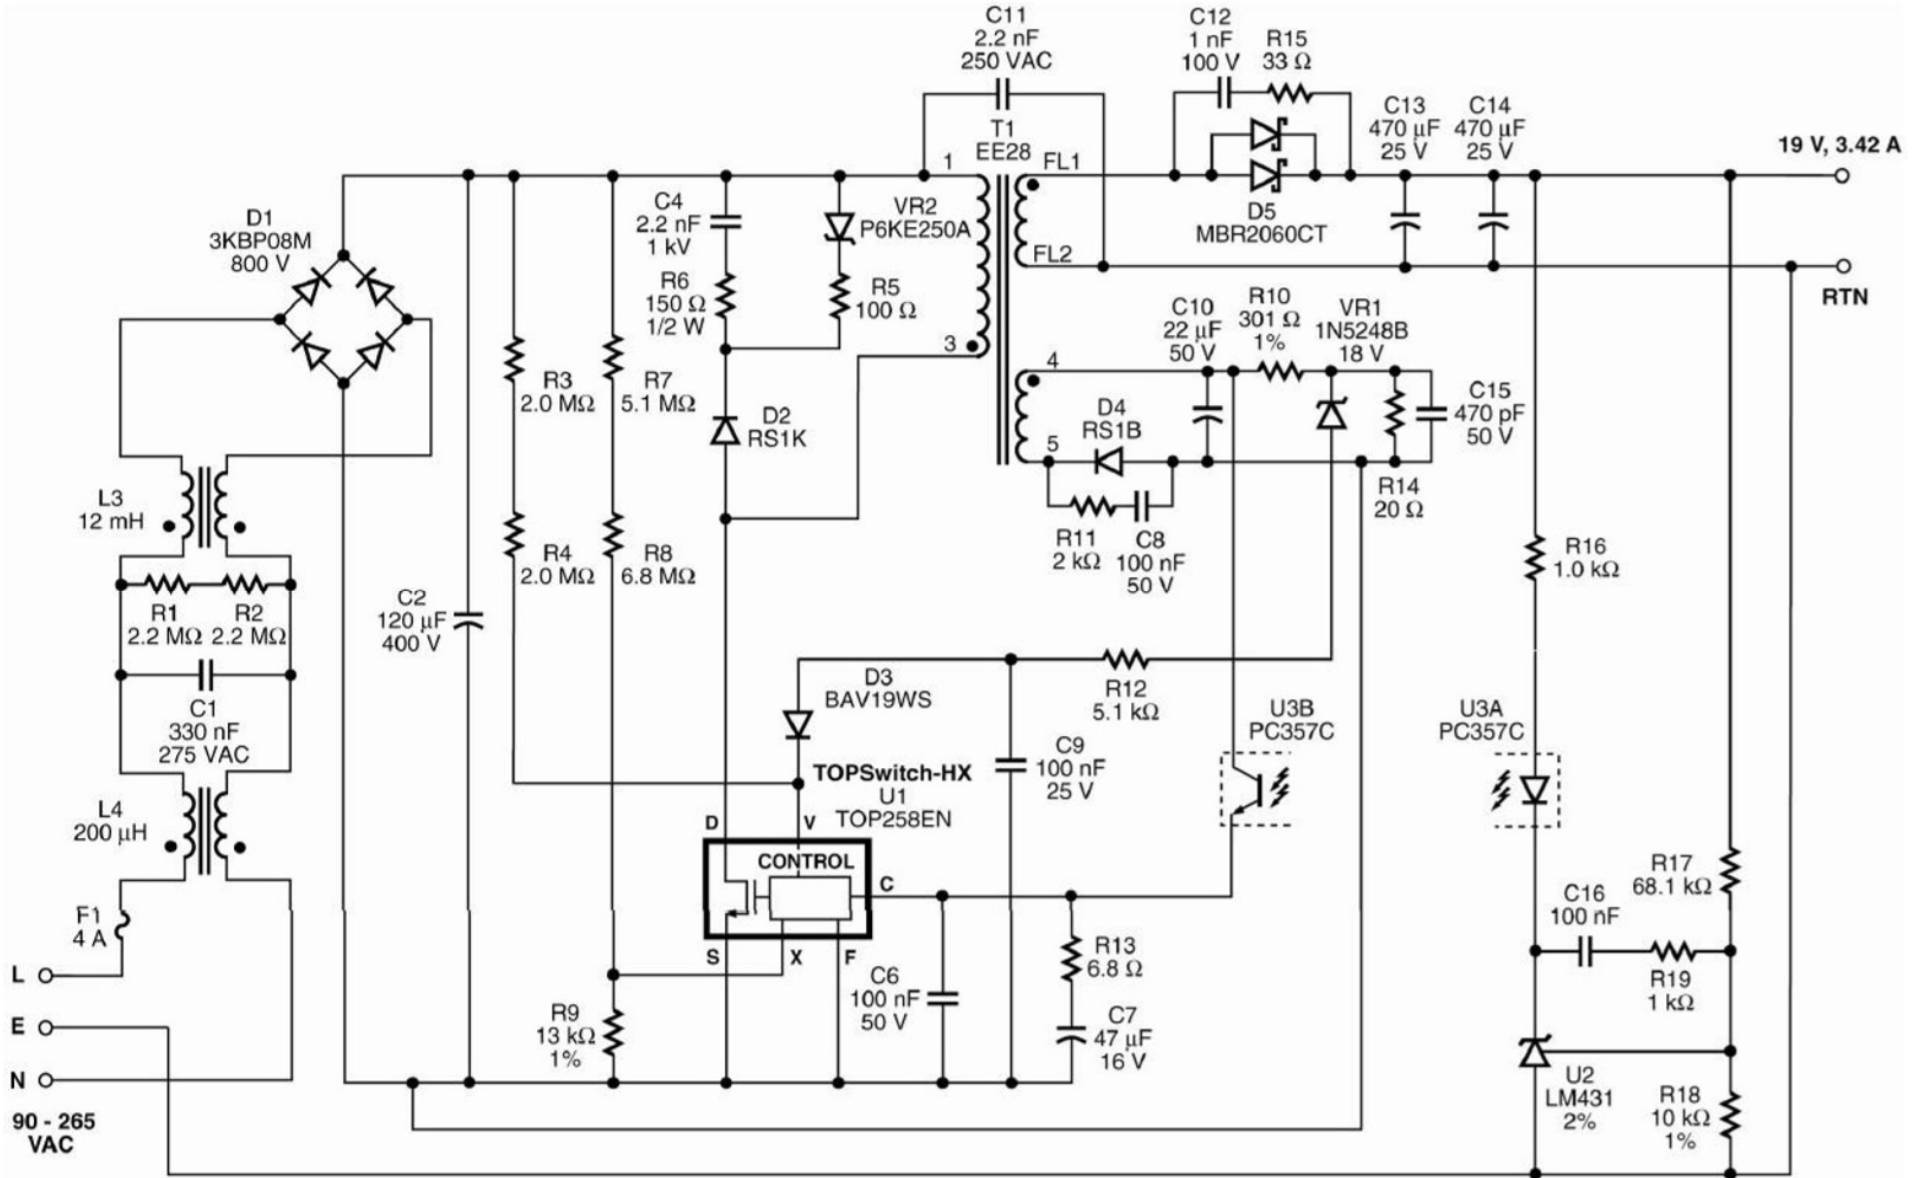 C11
2.2 nF
250 VAC
C12
1 nF
100 V
R15
33 Ω
C13
470 μF
25 V
C14
470 μF
25 V
19 V, 3.42 A
T1
EE28
1
FL1
D5
MBR2060CT
FL2
RTN
D1
3KBP08M
800 V
C4
2.2 nF
1 kV
VR2
P6KE250A
R6
150 Ω
1/2 W
R5
100 Ω
3
C10
22 μF
50 V
R10
301 Ω
1%
VR1
1N5248B
18 V
4
R3
2.0 MΩ
R7
5.1 MΩ
D2
RS1K
D4
RS1B
C15
470 pF
50 V
5
R14
20 Ω
L3
12 mH
R11
2 kΩ
C8
100 nF
50 V
R4
2.0 MΩ
R8
6.8 MΩ
R16
1.0 kΩ
C2
120 μF
400 V
R1
2.2 MΩ
R2
2.2 MΩ
C1
330 nF
275 VAC
D3
BAV19WS
R12
5.1 kΩ
U3B
PC357C
U3A
PC357C
L4
200 μH
TOPSwitch-HX
U1
TOP258EN
C9
100 nF
25 V
D
V
CONTROL
C
R17
68.1 kΩ
F1
4 A
C16
100 nF
S
X
F
R13
6.8 Ω
L
C6
100 nF
50 V
R19
1 kΩ
R9
13 kΩ
1%
C7
47 μF
16 V
E
N
U2
LM431
2%
R18
10 kΩ
1%
90 - 265
VAC